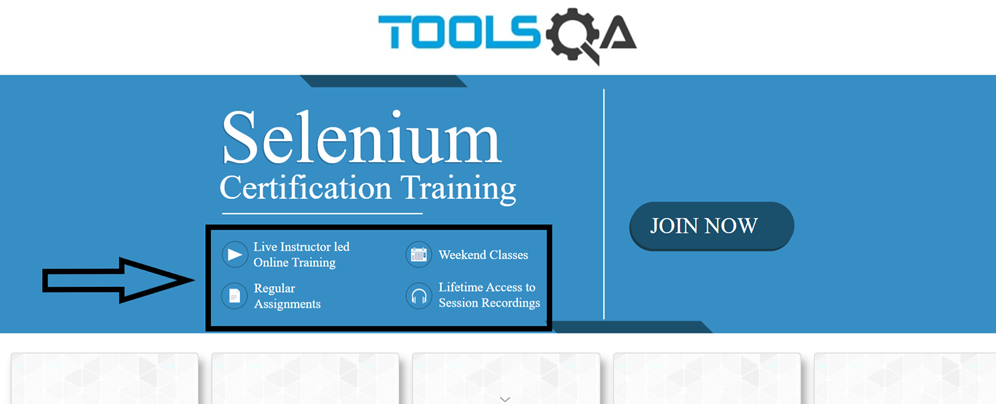 TOOLSQA
Selenium
Certification Training
Live Instructor led
Online Training
Weekend Classes
Regular
Assignments
Lifetime Access to
Session Recordings
JOIN NOW